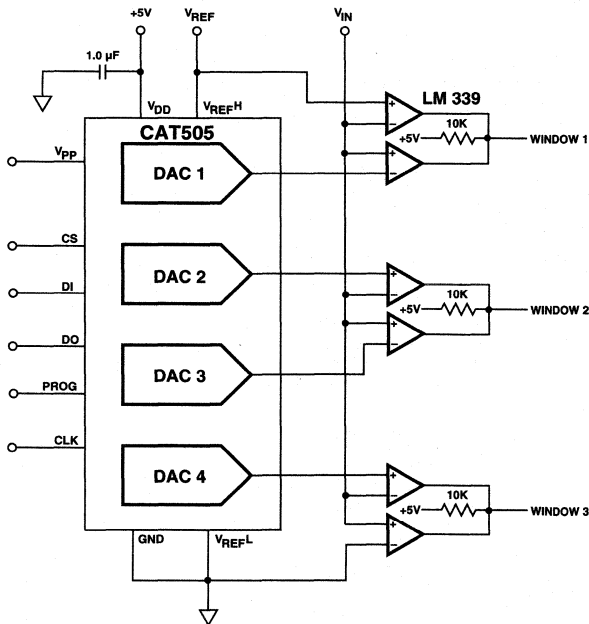 +5V
VREF
VIN
1.0 µF
VDD
VREFH
LM 339
CAT505
10K
+5V
WINDOW 1
VPP
DAC 1
CS
DAC 2
DI
10K
+5V
WINDOW 2
DO
DAC 3
PROG
CLK
DAC 4
10K
+5V
WINDOW 3
GND
VREFL
+
–
+
–
+
–
+
–
+
–
+
–